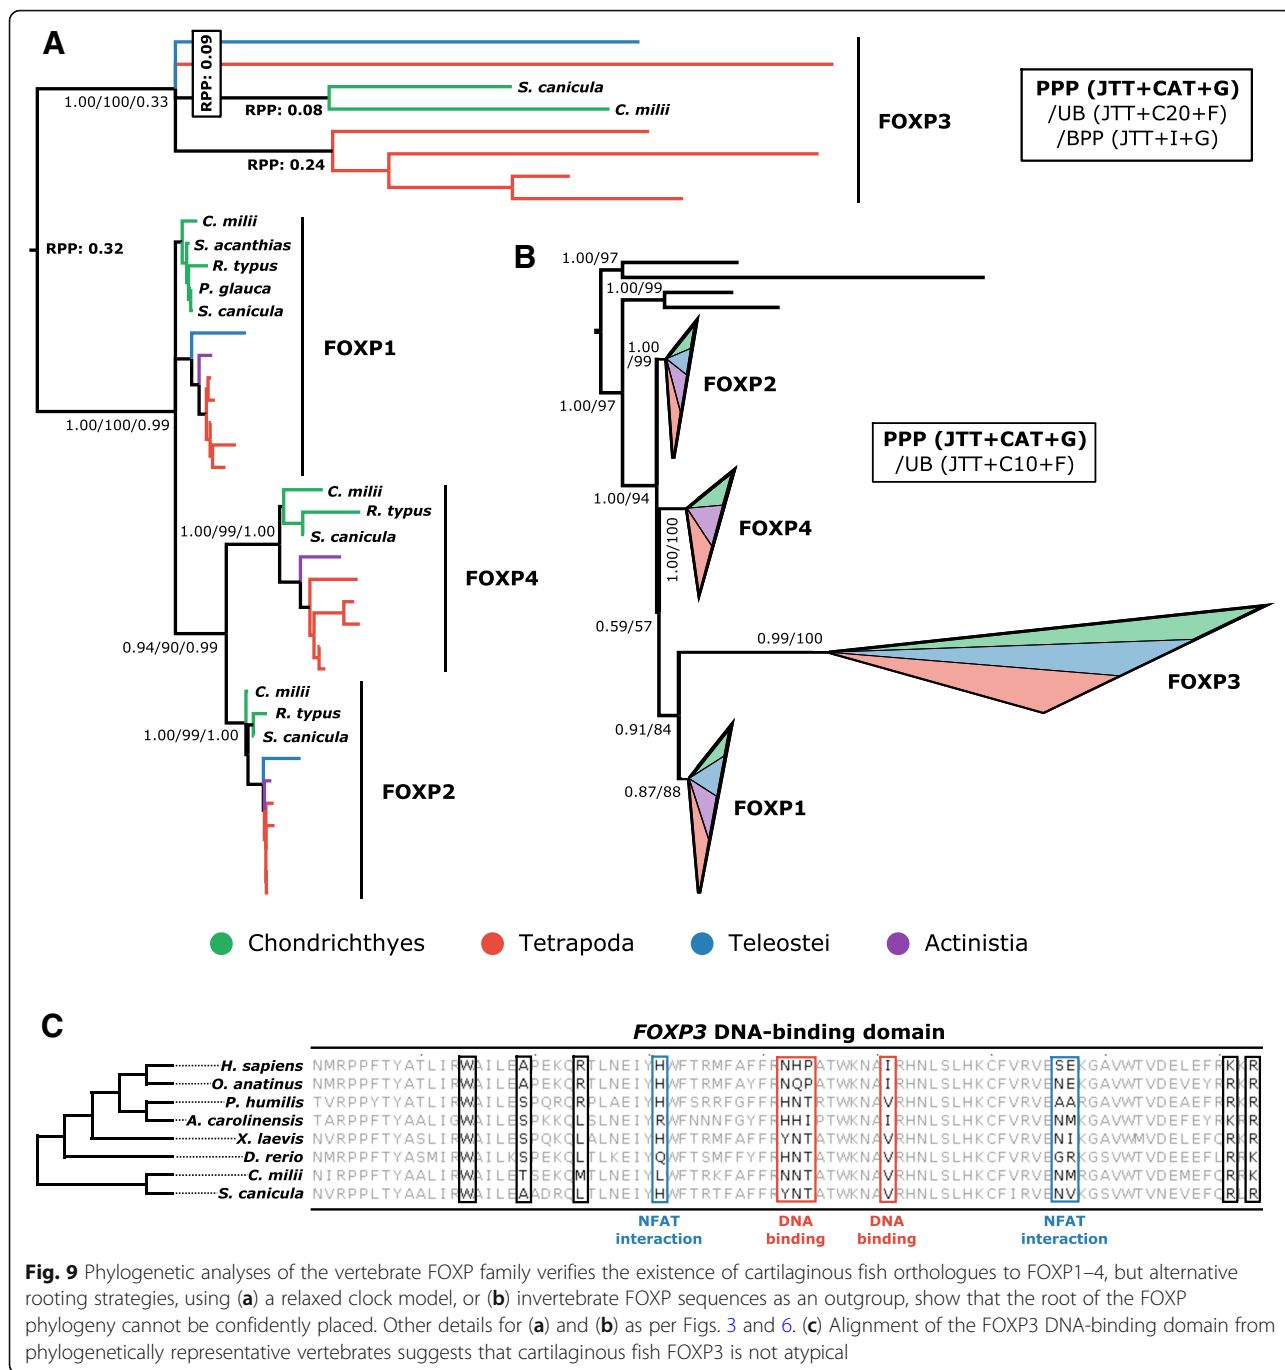 A
RPP: 0.09
S. canicula
1.00/100/0.33
RPP: 0.08
C. milii
FOXP3
RPP: 0.24
PPP (JTT+CAT+G)
/UB (JTT+C20+F)
/BPP (JTT+I+G)
RPP: 0.32
C. milii
S. acanthias
R. typus
P. glauca
S. canicula
FOXP1
1.00/100/0.99
C. milii
R. typus
S. canicula
1.00/99/1.00
FOXP4
0.94/90/0.99
C. milii
R. typus
S. canicula
1.00/99/1.00
FOXP2
B
1.00/97
1.00/99
1.00
/99
FOXP2
1.00/97
PPP (JTT+CAT+G)
/UB (JTT+C10+F)
1.00/94
1.00/100
FOXP4
0.59/57
0.99/100
FOXP3
0.91/84
0.87/88
FOXP1
Chondrichthyes
Tetrapoda
Teleostei
Actinistia
C
FOXP3 DNA-binding domain
H. sapiens NMRPPFTYATLIRWAILEAPEKQRTLNEIYHWFTRMFAFFRNHPATWKNAIRHNLSLHKCFVRVESEKGAVWTVDELEFRKKR
O. anatinus
P. humilis
A. carolinensis
X. laevis
D. rerio
C. milii
S. canicula
NFAT
interaction
DNA
binding
DNA
binding
NFAT
interaction
Fig. 9 Phylogenetic analyses of the vertebrate FOXP family verifies the existence of cartilaginous fish orthologues to FOXP1–4, but alternative
rooting strategies, using (a) a relaxed clock model, or (b) invertebrate FOXP sequences as an outgroup, show that the root of the FOXP
phylogeny cannot be confidently placed. Other details for (a) and (b) as per Figs. 3 and 6. (c) Alignment of the FOXP3 DNA-binding domain from
phylogenetically representative vertebrates suggests that cartilaginous fish FOXP3 is not atypical